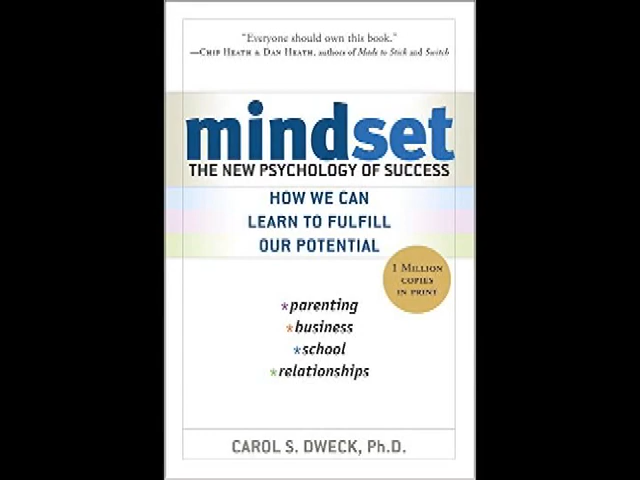 "Everyone should own this book."
—CHIP HEATH & DAN HEATH, authors of Made to Stick and Switch
mindset
THE NEW PSYCHOLOGY OF SUCCESS
HOW WE CAN
LEARN TO FULFILL
OUR POTENTIAL
1 MILLION
COPIES
IN PRINT
*parenting
*business
*school
*relationships
CAROL S. DWECK, Ph.D.